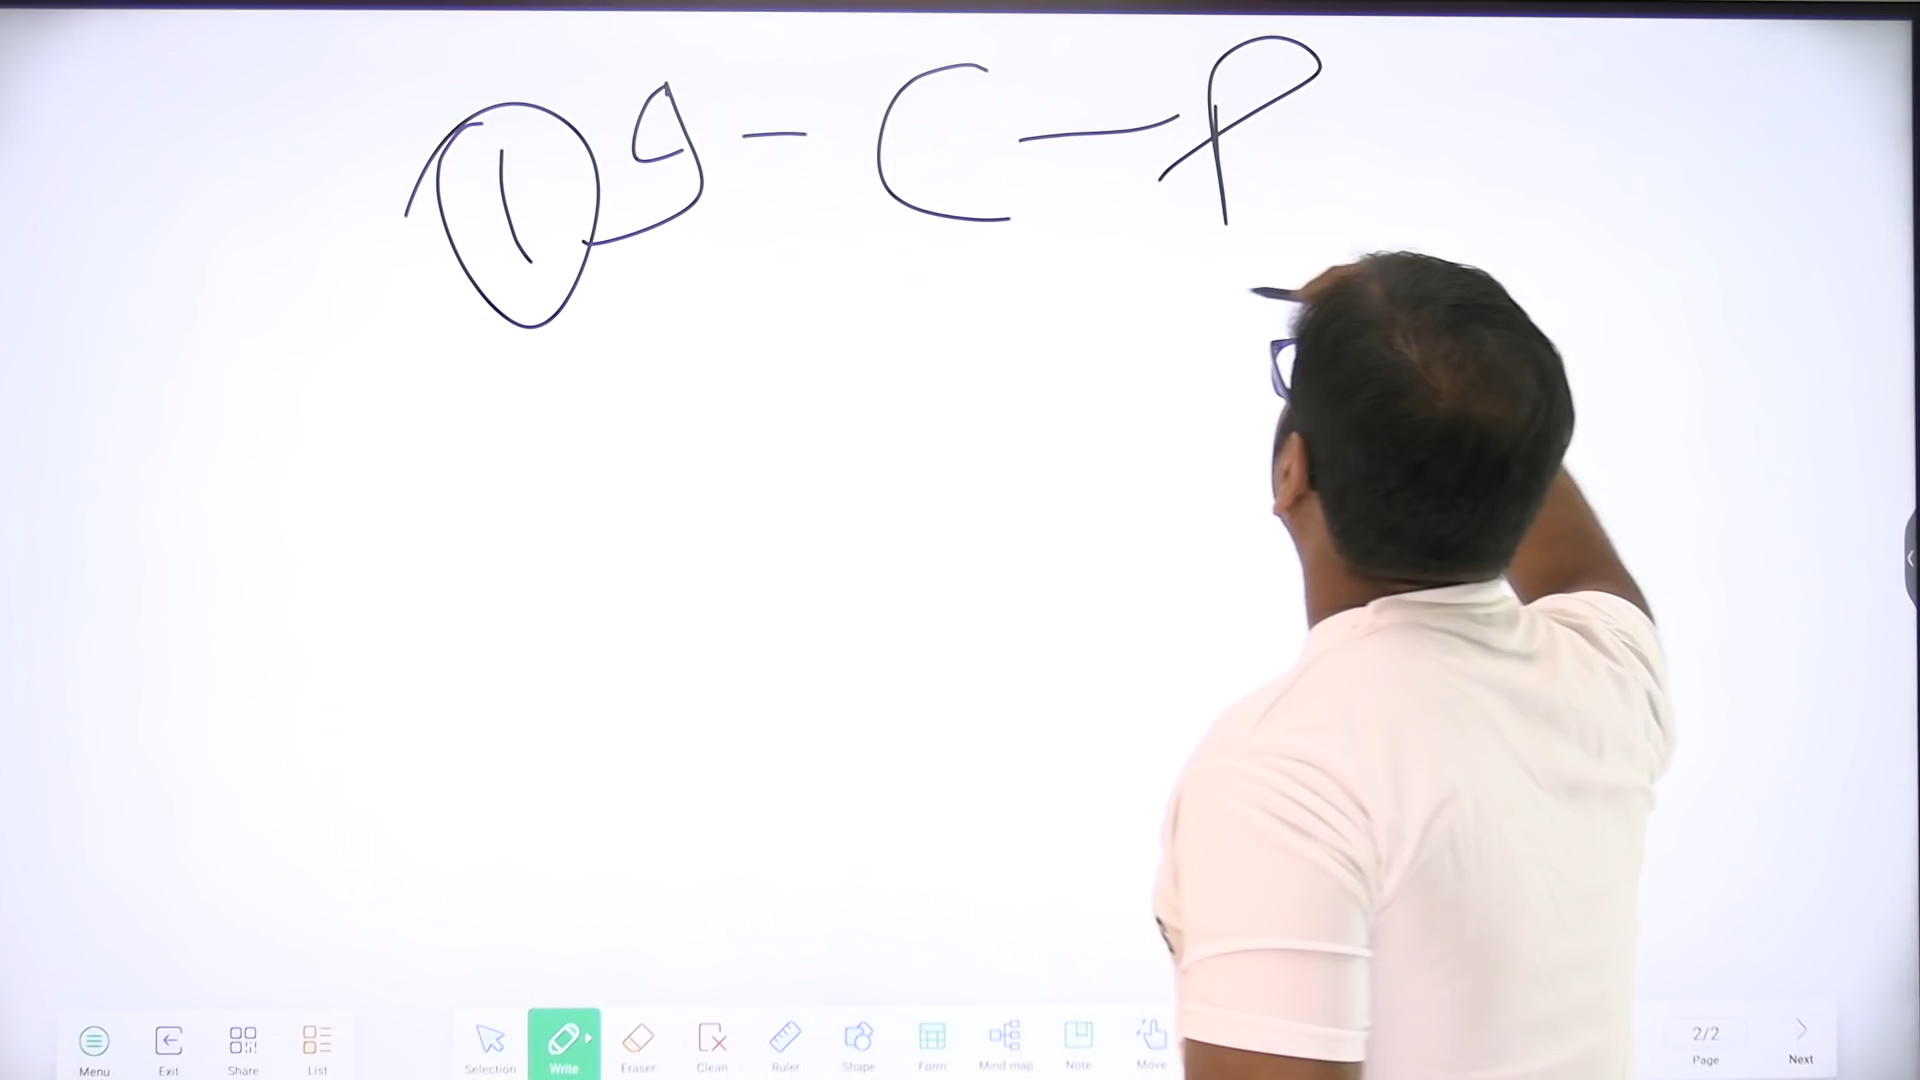 ① g - C - P
Menu Exit Share List Selection Write Eraser Clean Ruler Shape Form Mind map Note Move 2/2 Page Next